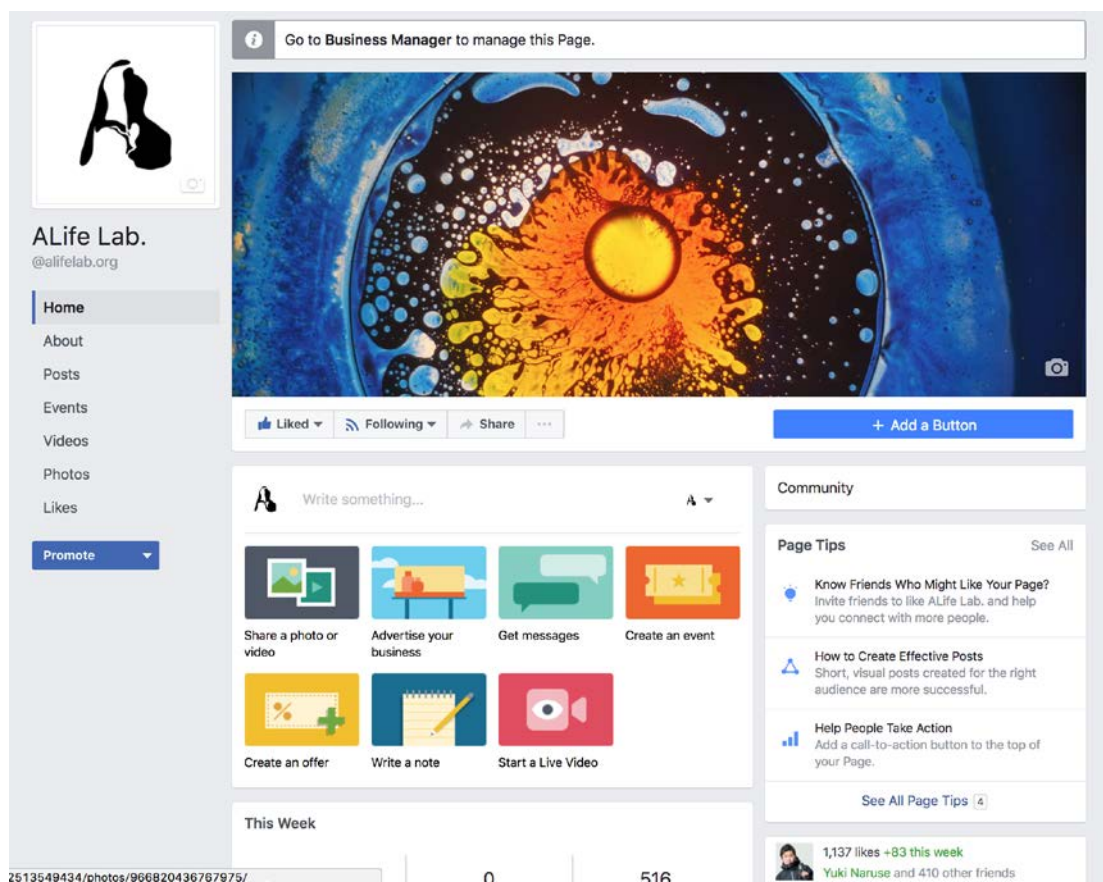 Go to Business Manager to manage this Page.
ALife Lab.
@alifelab.org
Home
About
Posts
Events
Videos
Photos
Likes
Promote
Liked
Following
Share
+ Add a Button
Write something...
Share a photo or
video
Advertise your
business
Get messages
Create an event
Create an offer
Write a note
Start a Live Video
This Week
0
516
Community
Page Tips
See All
Know Friends Who Might Like Your Page?
Invite friends to like ALife Lab. and help
you connect with more people.
How to Create Effective Posts
Short, visual posts created for the right
audience are more successful.
Help People Take Action
Add a call-to-action button to the top of
your Page.
See All Page Tips 4
1,137 likes +83 this week
Yuki Naruse and 410 other friends
2513549434/photos/966820436767975/